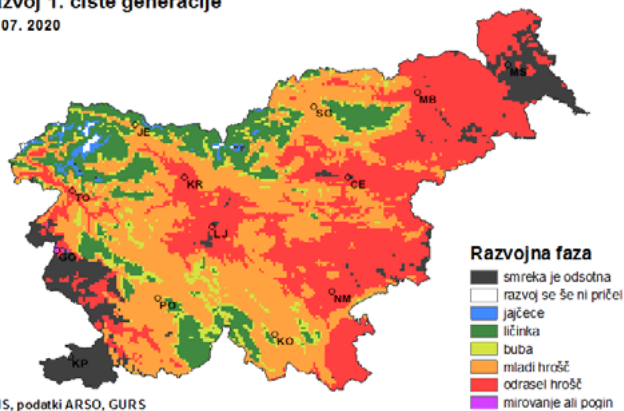 zvoj 1. čiste generacije
07. 2020
MS
MB
SG
JE
KR
CE
TO
LJ
GO
NM
PO
KO
KP
Razvojna faza
smreka je odsotna
razvoj se še ni pričel
jajčece
ličinka
buba
mladi hrošč
odrasel hrošč
mirovanje ali pogin
podatki ARSO, GURS